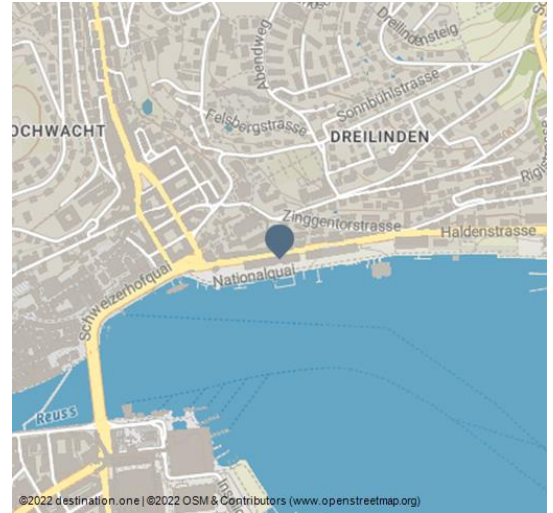 Dreilindensteig
Abendweg
Sonnbühlstrasse
Felsbergstrasse
OCHWACHT
DREILINDEN
Rigistrasse
Zinggentorstrasse
Haldenstrasse
Nationalquai
Schweizerhofquai
Reuss
©2022 destination.one | ©2022 OSM & Contributors (www.openstreetmap.org)